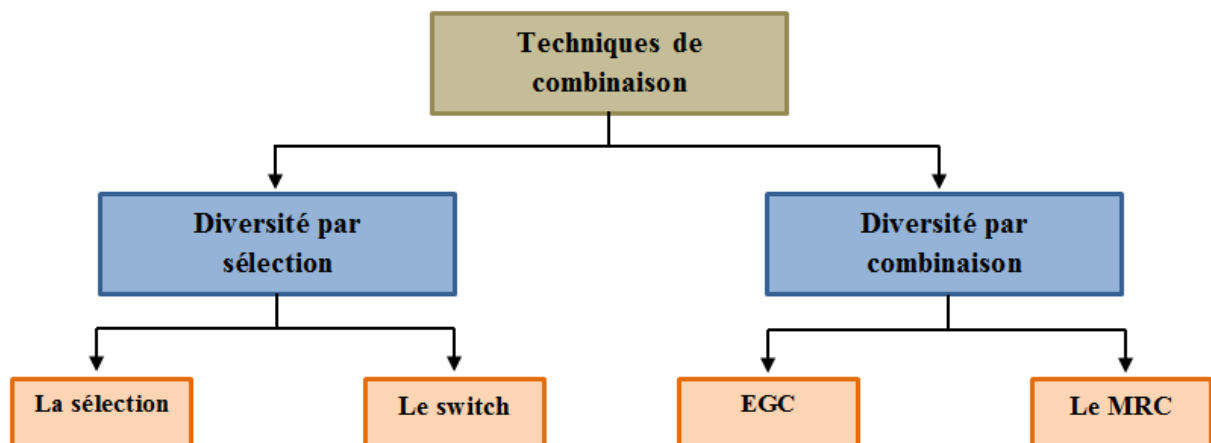 Techniques de
combinaison
Diversité par
sélection
Diversité par
combinaison
La sélection
Le switch
EGC
Le MRC